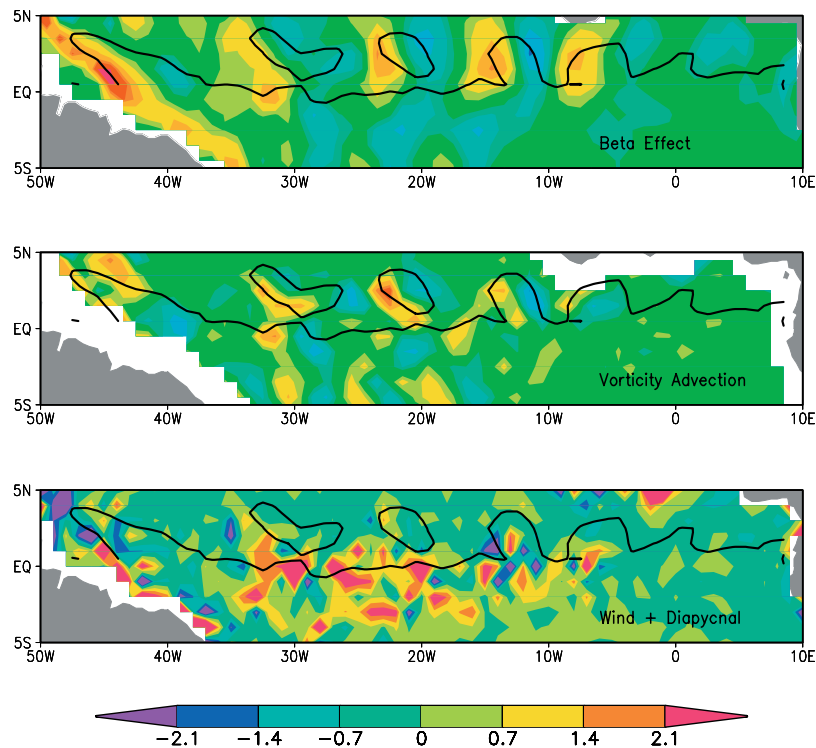 5N
EQ
5S
Beta Effect
50W 40W 30W 20W 10W 0 10E
5N
EQ
5S
Vorticity Advection
50W 40W 30W 20W 10W 0 10E
5N
EQ
5S
Wind + Diapycnal
50W 40W 30W 20W 10W 0 10E
−2.1 −1.4 −0.7 0 0.7 1.4 2.1